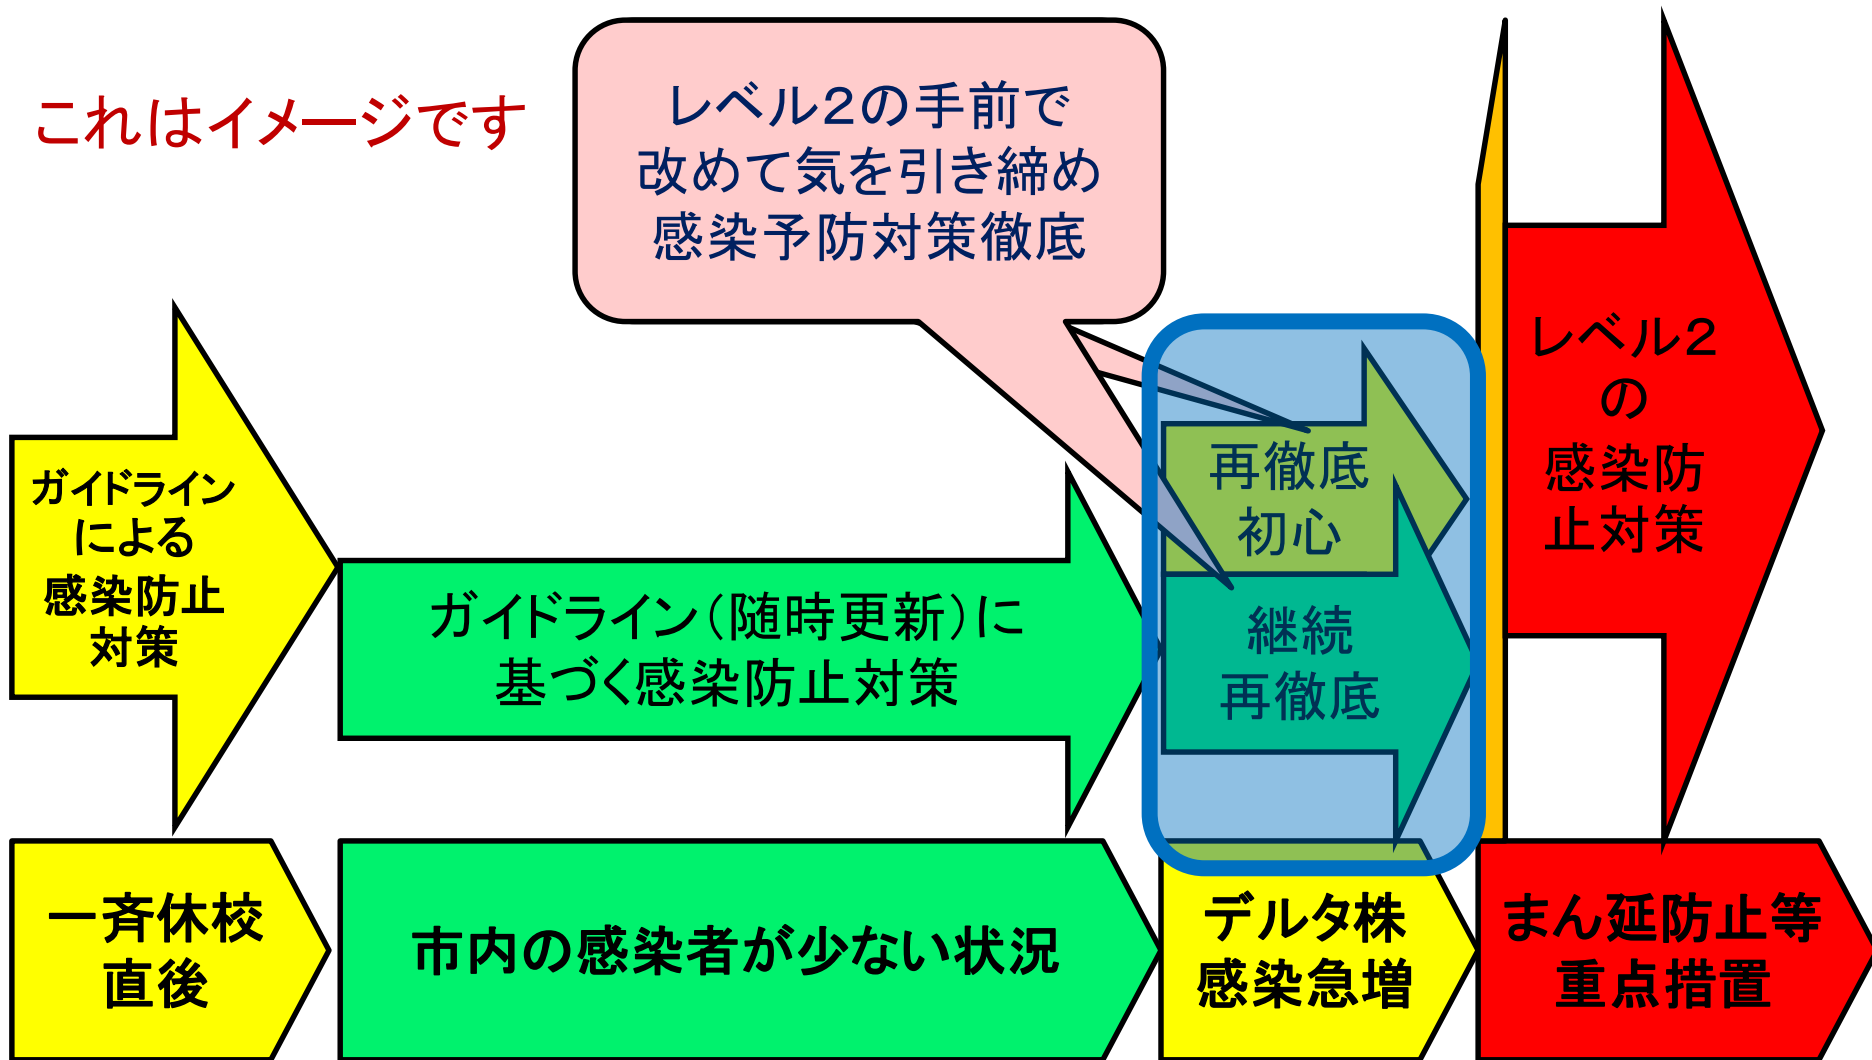 これはイメージです
レベル2の手前で
改めて気を引き締め
感染予防対策徹底
ガイドライン
による
感染防止
対策
ガイドライン（随時更新）に
基づく感染防止対策
再徹底
初心
継続
再徹底
レベル2
の
感染防
止対策
一斉休校
直後
市内の感染者が少ない状況
デルタ株
感染急増
まん延防止等
重点措置